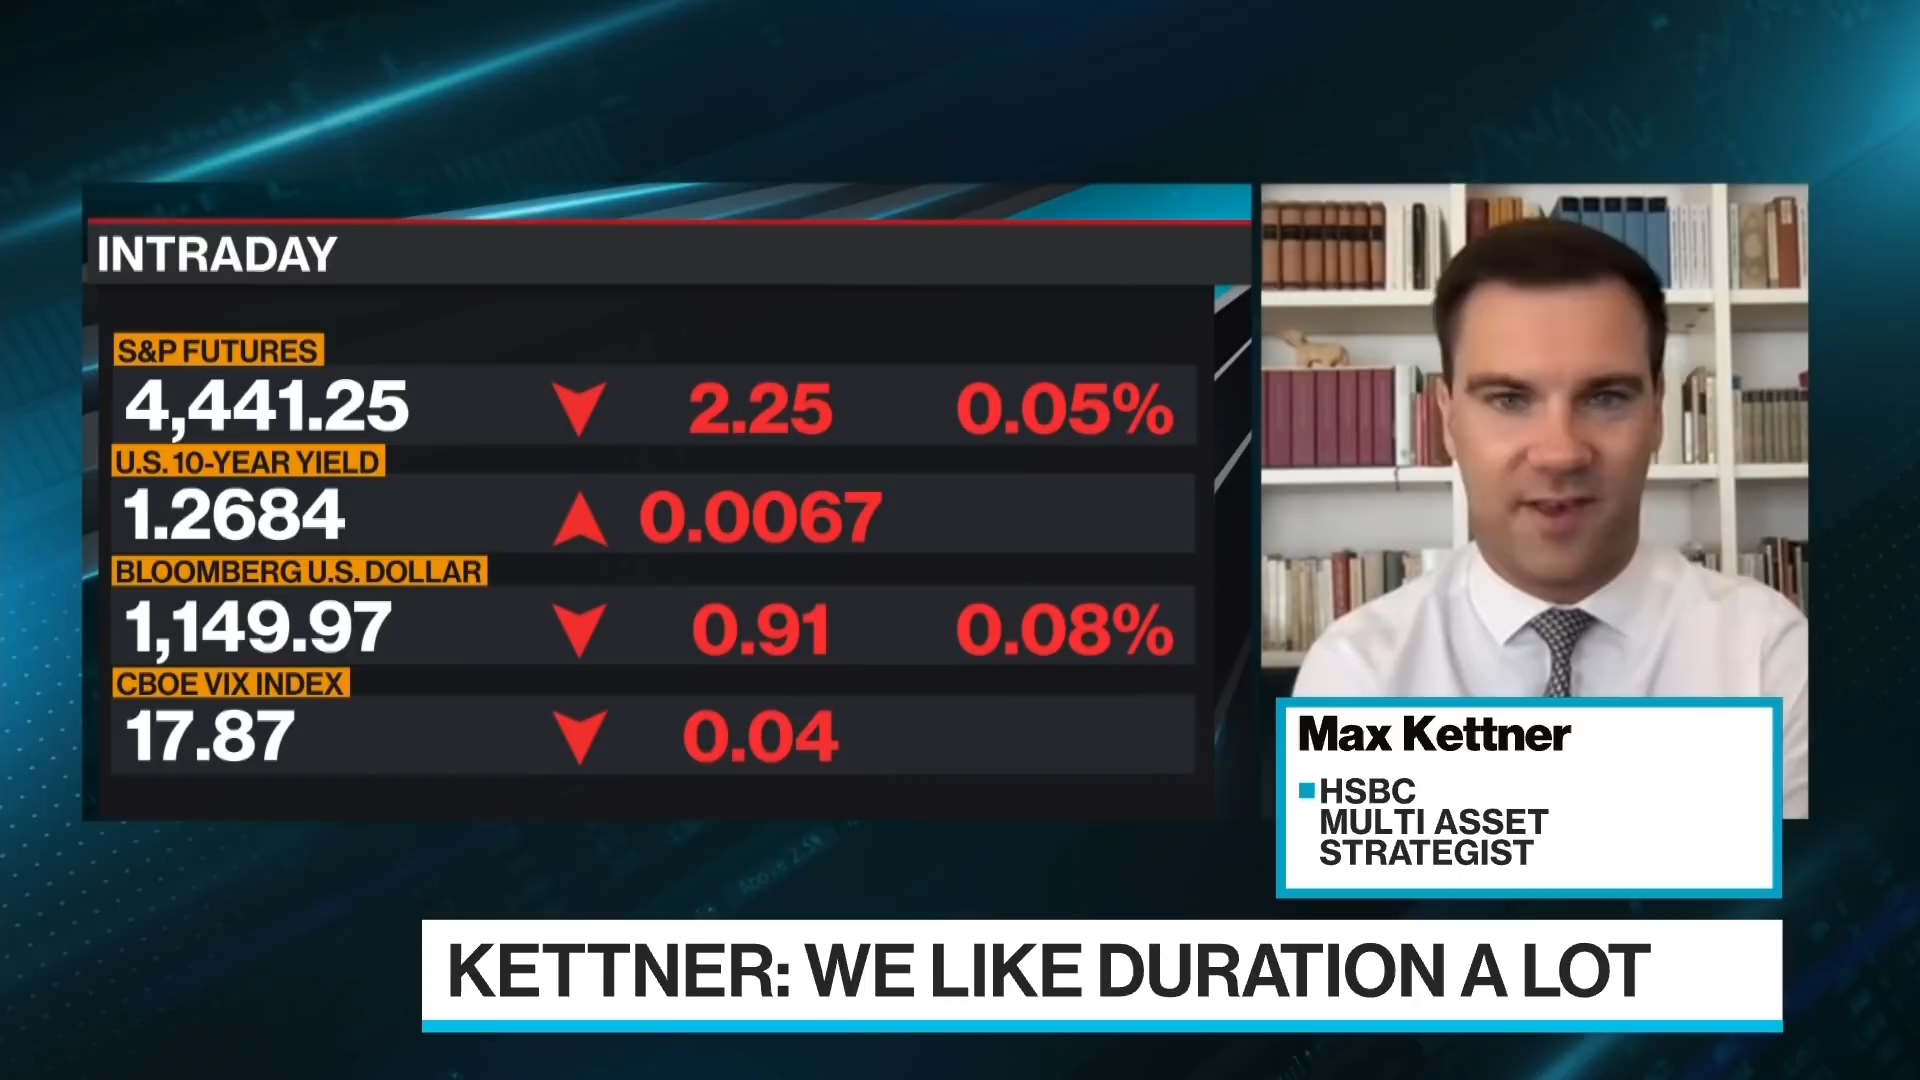 INTRADAY
S&P FUTURES
4,441.25 2.25 0.05%
U.S. 10-YEAR YIELD
1.2684 0.0067
BLOOMBERG U.S. DOLLAR
1,149.97 0.91 0.08%
CBOE VIX INDEX
17.87 0.04
Max Kettner
HSBC
MULTI ASSET
STRATEGIST
KETTNER: WE LIKE DURATION A LOT